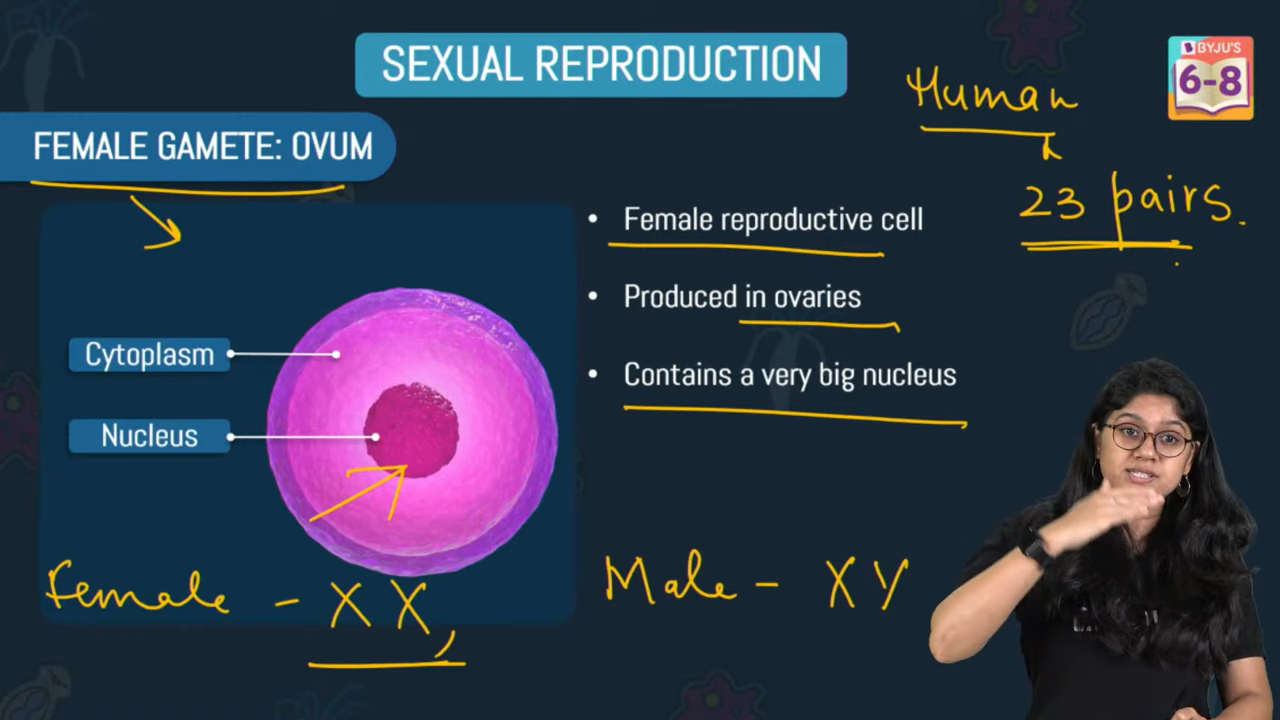 SEXUAL REPRODUCTION
BYJU'S
6-8
Human
FEMALE GAMETE: OVUM
23 pairs.
• Female reproductive cell
• Produced in ovaries
Cytoplasm
• Contains a very big nucleus
Nucleus
Female - XX,
Male - XY